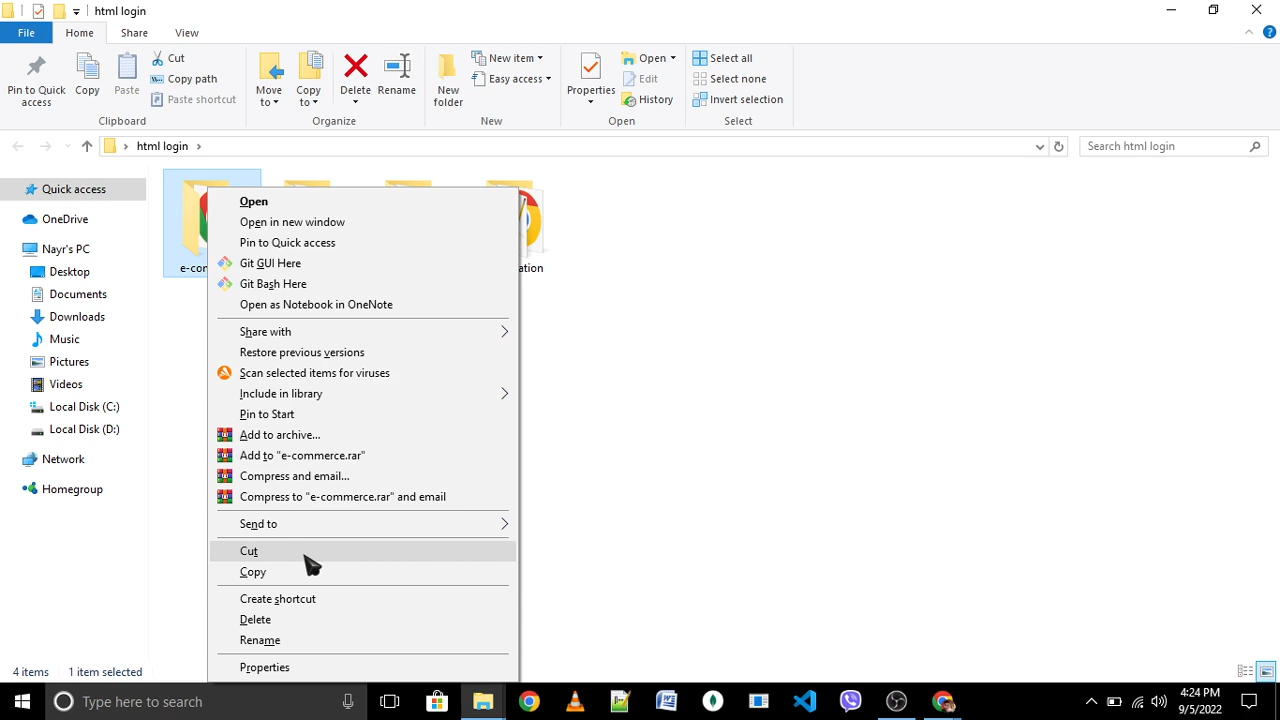 html login
File
Home
Share
View
Pin to Quick
access
Copy
Paste
Cut
Copy path
Paste shortcut
Clipboard
Move
to
Copy
to
Delete
Rename
Organize
New
folder
New item
Easy access
New
Properties
Open
Edit
History
Open
Select all
Select none
Invert selection
Select
html login
Search html login
Quick access
OneDrive
Nayr's PC
Desktop
Documents
Downloads
Music
Pictures
Videos
Local Disk (C:)
Local Disk (D:)
Network
Homegroup
e-con
ation
Open
Open in new window
Pin to Quick access
Git GUI Here
Git Bash Here
Open as Notebook in OneNote
Share with
Restore previous versions
Scan selected items for viruses
Include in library
Pin to Start
Add to archive...
Add to "e-commerce.rar"
Compress and email...
Compress to "e-commerce.rar" and email
Send to
Cut
Copy
Create shortcut
Delete
Rename
Properties
4 items
1 item selected
Type here to search
4:24 PM
9/5/2022